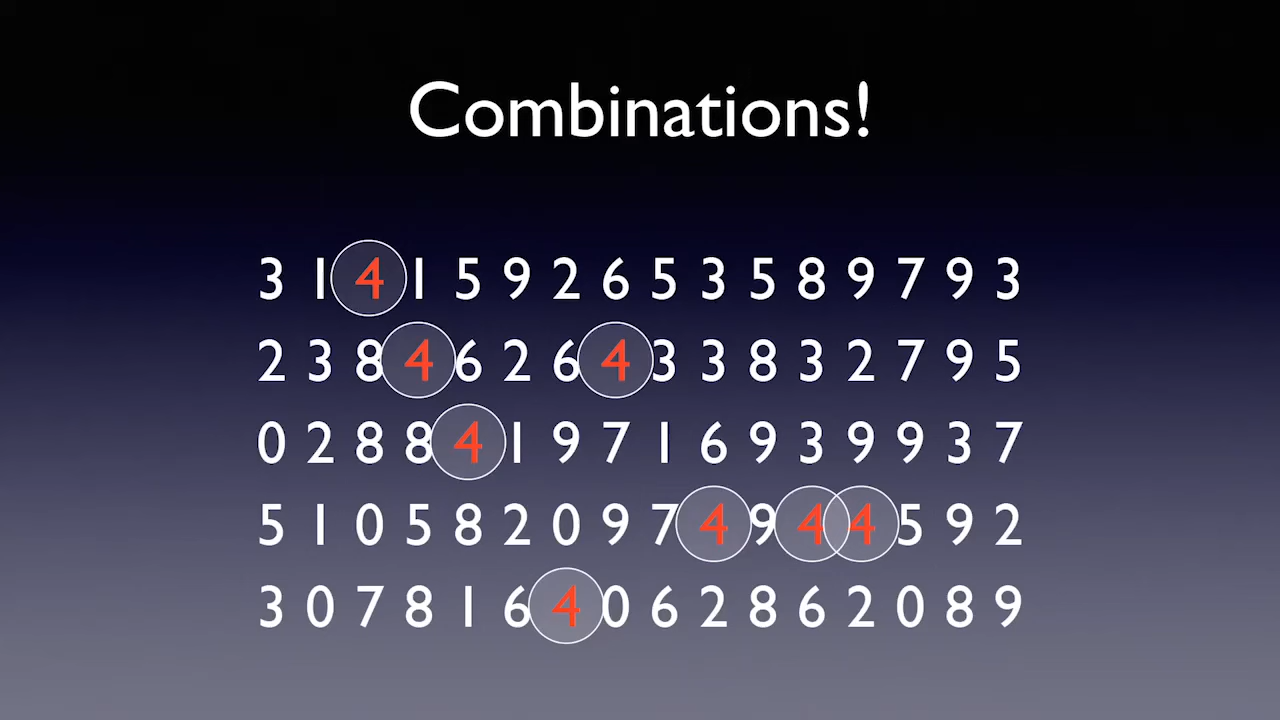 Combinations!
3 1 4 1 5 9 2 6 5 3 5 8 9 7 9 3
2 3 8 4 6 2 6 4 3 3 8 3 2 7 9 5
0 2 8 8 4 1 9 7 1 6 9 3 9 9 3 7
5 1 0 5 8 2 0 9 7 4 9 4 4 5 9 2
3 0 7 8 1 6 4 0 6 2 8 6 2 0 8 9